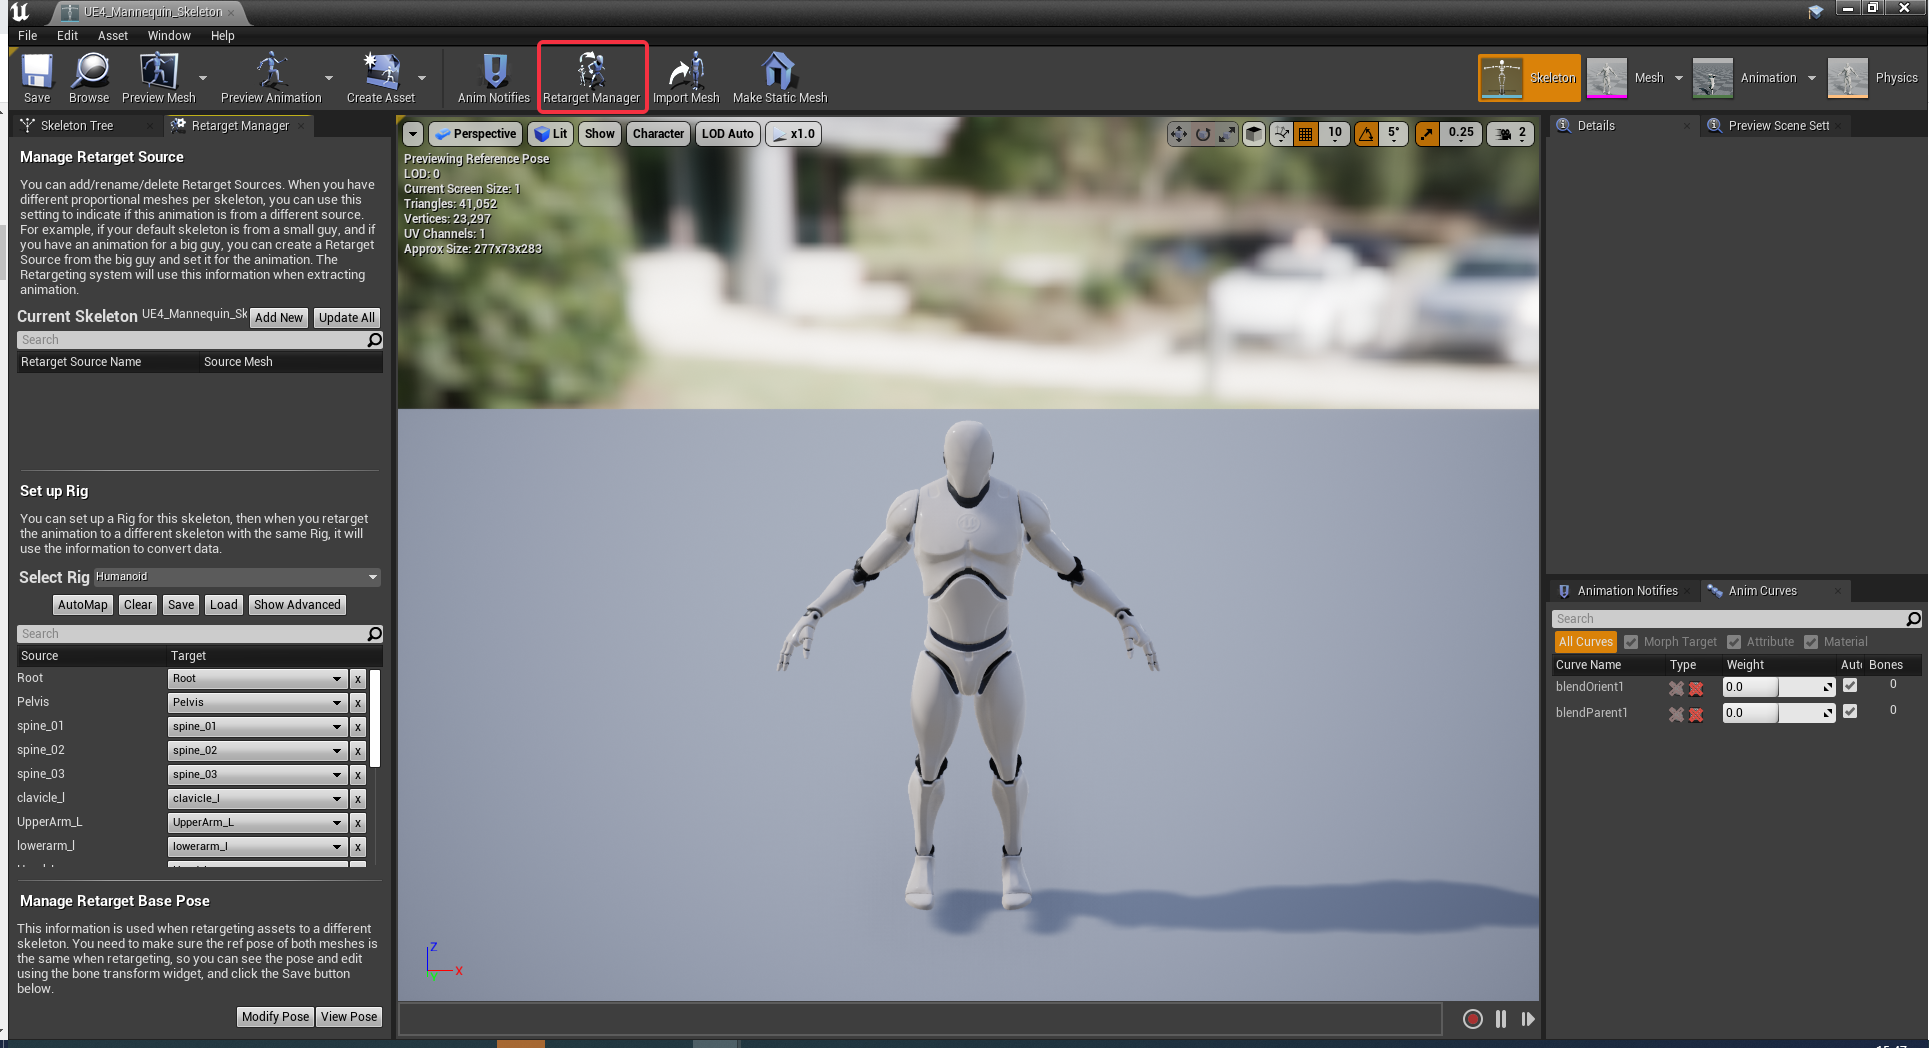 UE4_Mannequin_Skeleton
File Edit Asset Window Help
Save Browse Preview Mesh Preview Animation Create Asset Anim Notifies Retarget Manager Import Mesh Make Static Mesh
Skeleton Mesh Animation Physics
Skeleton Tree Retarget Manager
Manage Retarget Source
You can add/rename/delete Retarget Sources. When you have
different proportional meshes per skeleton, you can use this
setting to indicate if this animation is from a different source.
For example, if your default skeleton is from a small guy, and if
you have an animation for a big guy, you can create a Retarget
Source from the big guy and set it for the animation. The
Retargeting system will use this information when extracting
animation.
Current Skeleton UE4_Mannequin_Sk Add New Update All
Search
Retarget Source Name Source Mesh
Set up Rig
You can set up a Rig for this skeleton, then when you retarget
the animation to a different skeleton with the same Rig, it will
use the information to convert data.
Select Rig Humanoid
AutoMap Clear Save Load Show Advanced
Search
Source Target
Root Root x
Pelvis Pelvis x
spine_01 spine_01 x
spine_02 spine_02 x
spine_03 spine_03 x
clavicle_l clavicle_l x
UpperArm_L UpperArm_L x
lowerarm_l lowerarm_l x
Manage Retarget Base Pose
This information is used when retargeting assets to a different
skeleton. You need to make sure the ref pose of both meshes is
the same when retargeting, so you can see the pose and edit
using the bone transform widget, and click the Save button
below.
Modify Pose View Pose
Perspective Lit Show Character LOD Auto x1.0
10 5° 0.25 2
Previewing Reference Pose
LOD: 0
Current Screen Size: 1
Triangles: 41,052
Vertices: 23,297
UV Channels: 1
Approx Size: 277x73x283
Z
X
Details Preview Scene Sett
Animation Notifies Anim Curves
Search
All Curves Morph Target Attribute Material
Curve Name Type Weight Auto Bones
blendOrient1 0.0 0
blendParent1 0.0 0